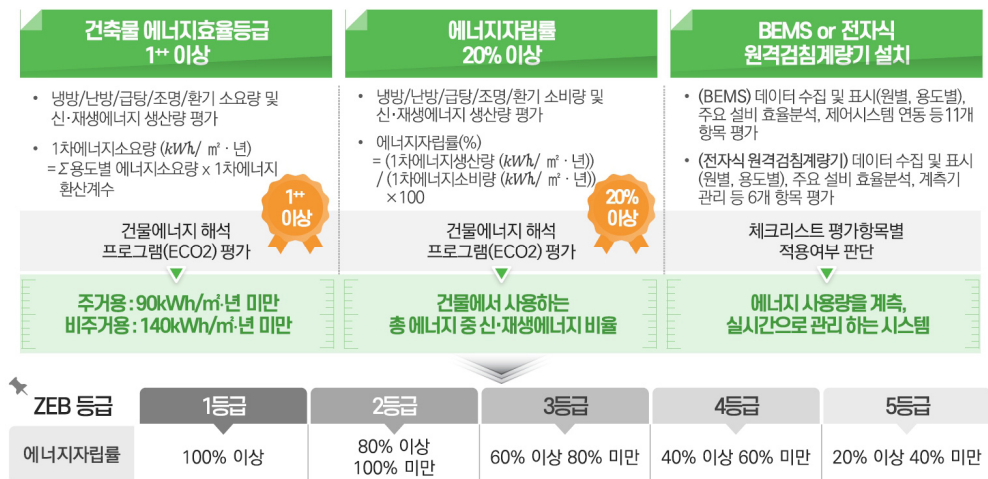 건축물 에너지효율등급
1++ 이상
• 냉방/난방/급탕/조명/환기 소요량 및
신·재생에너지 생산량 평가
• 1차에너지소요량 (kWh/ ㎡ · 년)
= Σ용도별 에너지소요량 x 1차에너지
환산계수
1++
이상
건물에너지 해석
프로그램(ECO2) 평가
주거용 : 90kWh/㎡·년 미만
비주거용 : 140kWh/㎡·년 미만
에너지자립률
20% 이상
• 냉방/난방/급탕/조명/환기 소비량 및
신·재생에너지 생산량 평가
• 에너지자립률(%)
= (1차에너지생산량 (kWh/ ㎡ · 년))
/ (1차에너지소비량 (kWh/ ㎡ · 년))
×100
20%
이상
건물에너지 해석
프로그램(ECO2) 평가
건물에서 사용하는
총 에너지 중 신·재생에너지 비율
BEMS or 전자식
원격검침계량기 설치
• (BEMS) 데이터 수집 및 표시(원별, 용도별),
주요 설비 효율분석, 제어시스템 연동 등 11개
항목 평가
• (전자식 원격검침계량기) 데이터 수집 및 표시
(원별, 용도별), 주요 설비 효율분석, 계측기
관리 등 6개 항목 평가
체크리스트 평가항목별
적용여부 판단
에너지 사용량을 계측,
실시간으로 관리 하는 시스템
ZEB 등급 1등급 2등급 3등급 4등급 5등급
에너지자립률 100% 이상 80% 이상 60% 이상 80% 미만 40% 이상 60% 미만 20% 이상 40% 미만
100% 미만